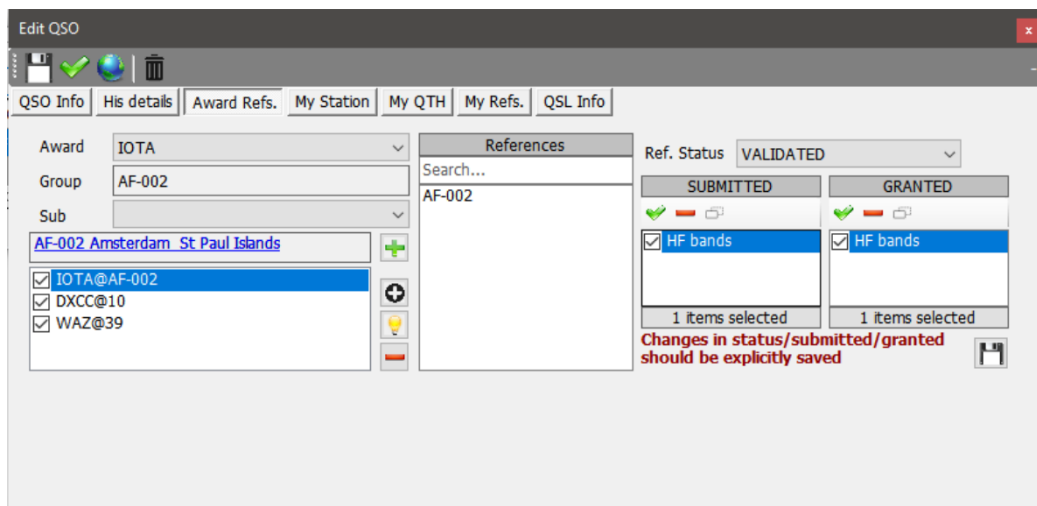 Edit QSO
x
QSO Info His details Award Refs. My Station My QTH My Refs. QSL Info
Award IOTA
Group AF-002
Sub
AF-002 Amsterdam St Paul Islands
IOTA@AF-002
DXCC@10
WAZ@39
References
Search...
AF-002
Ref. Status VALIDATED
SUBMITTED GRANTED
HF bands HF bands
1 items selected 1 items selected
Changes in status/submitted/granted
should be explicitly saved